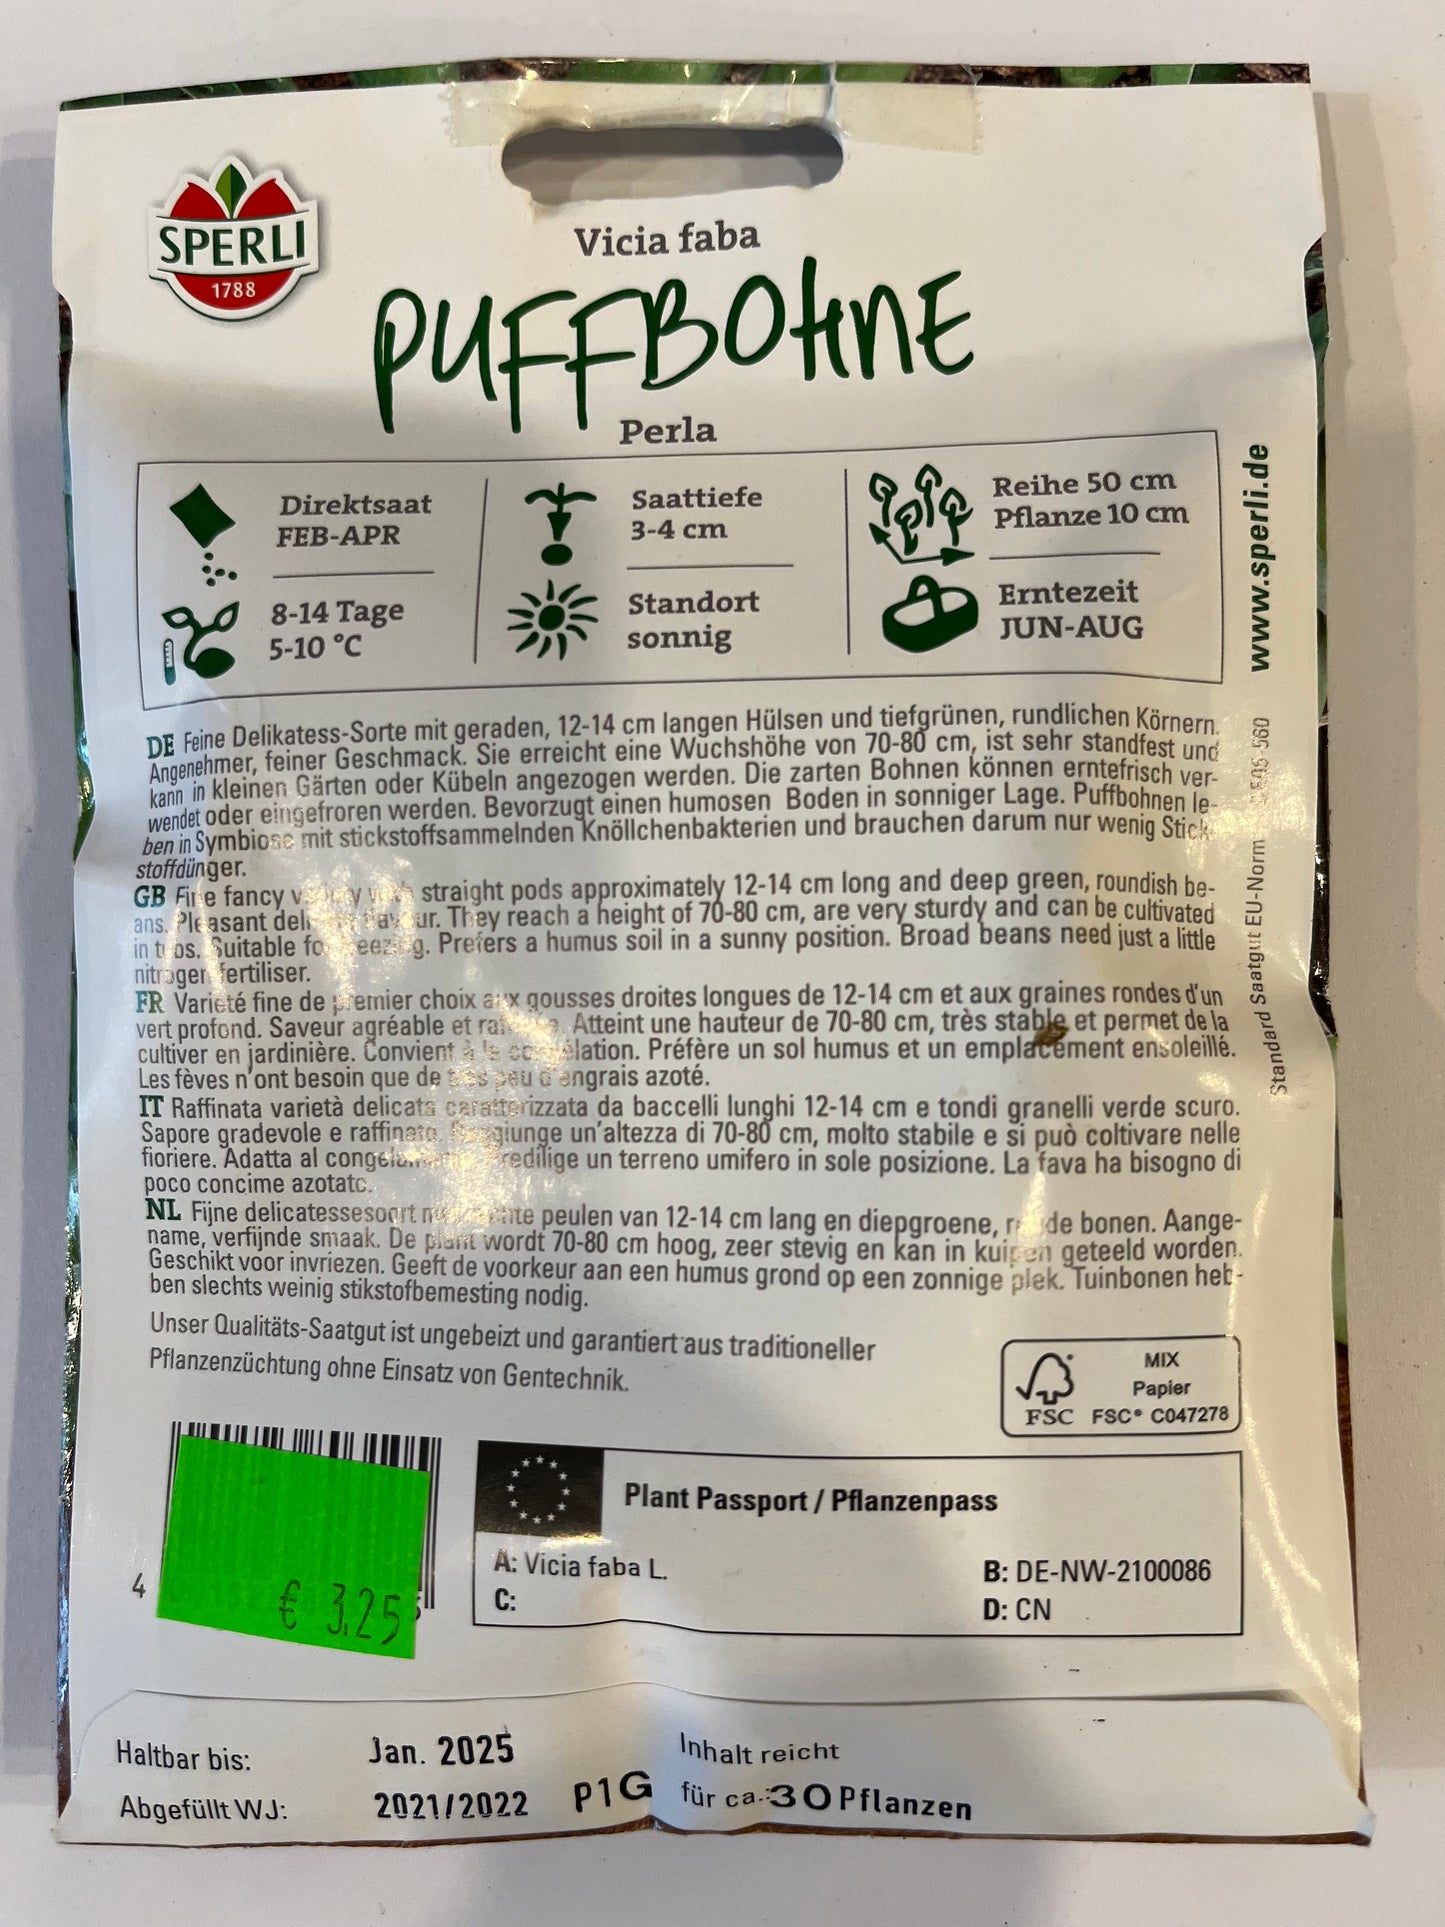 SPERLI
1788
Vicia faba
PUFFBOHNE
Perla
Direktsaat
FEB-APR
8-14 Tage
5-10 °C
Saattiefe
3-4 cm
Standort
sonnig
Reihe 50 cm
Pflanze 10 cm
Erntezeit
JUN-AUG
www.sperli.de
Standard Saatgut EU-Norm
DE Feine Delikatess-Sorte mit geraden, 12-14 cm langen Hülsen und tiefgrünen, rundlichen Körnern.
Angenehmer, feiner Geschmack. Sie erreicht eine Wuchshöhe von 70-80 cm, ist sehr standfest und
kann in kleinen Gärten oder Kübeln angezogen werden. Die zarten Bohnen können erntefrisch ver-
wendet oder eingefroren werden. Bevorzugt einen humosen Boden in sonniger Lage. Puffbohnen le-
ben in Symbiose mit stickstoffsammelnden Knöllchenbakterien und brauchen darum nur wenig Stick-
stoffdünger.
GB Fine fancy variety with straight pods approximately 12-14 cm long and deep green, roundish be-
ans. Pleasant flavour. They reach a height of 70-80 cm, are very sturdy and can be cultivated
in tubs. Suitable for freezing. Prefers a humus soil in a sunny position. Broad beans need just a little
nitrogen fertiliser.
FR Varieté fine de premier choix aux gousses droites longues de 12-14 cm et aux graines rondes d'un
vert profond. Saveur agréable et Atteint une hauteur de 70-80 cm, très stable et permet de la
cultiver en jardinière. Convient à la congélation. Préfère un sol humus et un emplacement ensoleillé.
Les fèves n'ont besoin que de très peu d'engrais azoté.
IT Raffinata varietà delicata caratterizzata da baccelli lunghi 12-14 cm e tondi granelli verde scuro.
Sapore gradevole e raffinato. Raggiunge un'altezza di 70-80 cm, molto stabile e si può coltivare nelle
fioriere. Adatta al congelamento. Predilige un terreno umifero in sole posizione. La fava ha bisogno di
poco concime azotato.
NL Fijne delicatessesoort peulen van 12-14 cm lang en diepgroene, ronde bonen. Aange-
name, verfijnde smaak. De plant wordt 70-80 cm hoog, zeer stevig en kan in kuipen geteeld worden.
Geschikt voor invriezen. Geeft de voorkeur aan een humus grond op een zonnige plek. Tuinbonen heb-
ben slechts weinig stikstofbemesting nodig.
Unser Qualitäts-Saatgut ist ungebeizt und garantiert aus traditioneller
Pflanzenzüchtung ohne Einsatz von Gentechnik.
MIX
Papier
FSC FSC® C047278
4
€ 3.25
Plant Passport / Pflanzenpass
A: Vicia faba L.
B: DE-NW-2100086
C:
D: CN
Haltbar bis: Jan. 2025
Abgefüllt WJ: 2021/2022 P1G
Inhalt reicht
für ca.: 30 Pflanzen